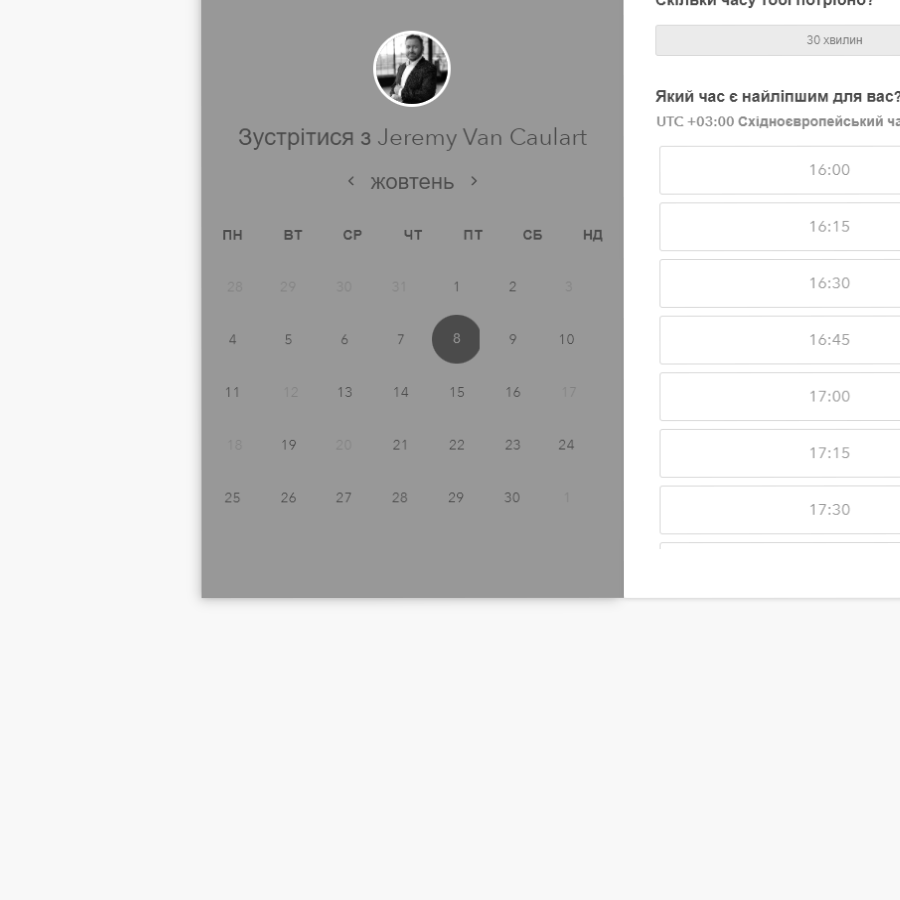 Зустрітися з Jeremy Van Caulart
‹ жовтень ›
ПН ВТ СР ЧТ ПТ СБ НД
28 29 30 31 1 2 3
4 5 6 7 8 9 10
11 12 13 14 15 16 17
18 19 20 21 22 23 24
25 26 27 28 29 30 1
Скільки часу тобі потрібно?
30 хвилин
Який час є найліпшим для вас?
UTC +03:00 Східноєвропейський ча
16:00
16:15
16:30
16:45
17:00
17:15
17:30